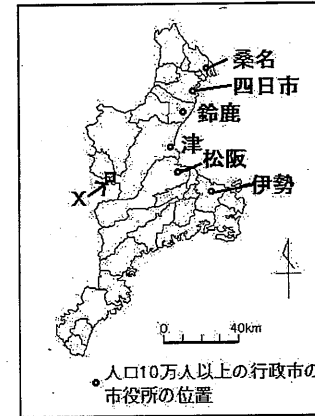 桑名
四日市
鈴鹿
津
松阪
伊勢
X
0 40km
人口10万人以上の行政市の
市役所の位置